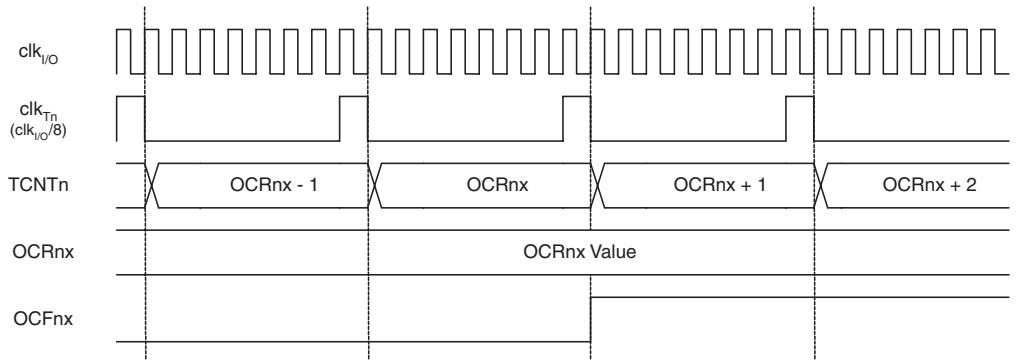 clkI/O
clkTn
(clkI/O/8)
TCNTn OCRnx - 1 OCRnx OCRnx + 1 OCRnx + 2
OCRnx OCRnx Value
OCFnx